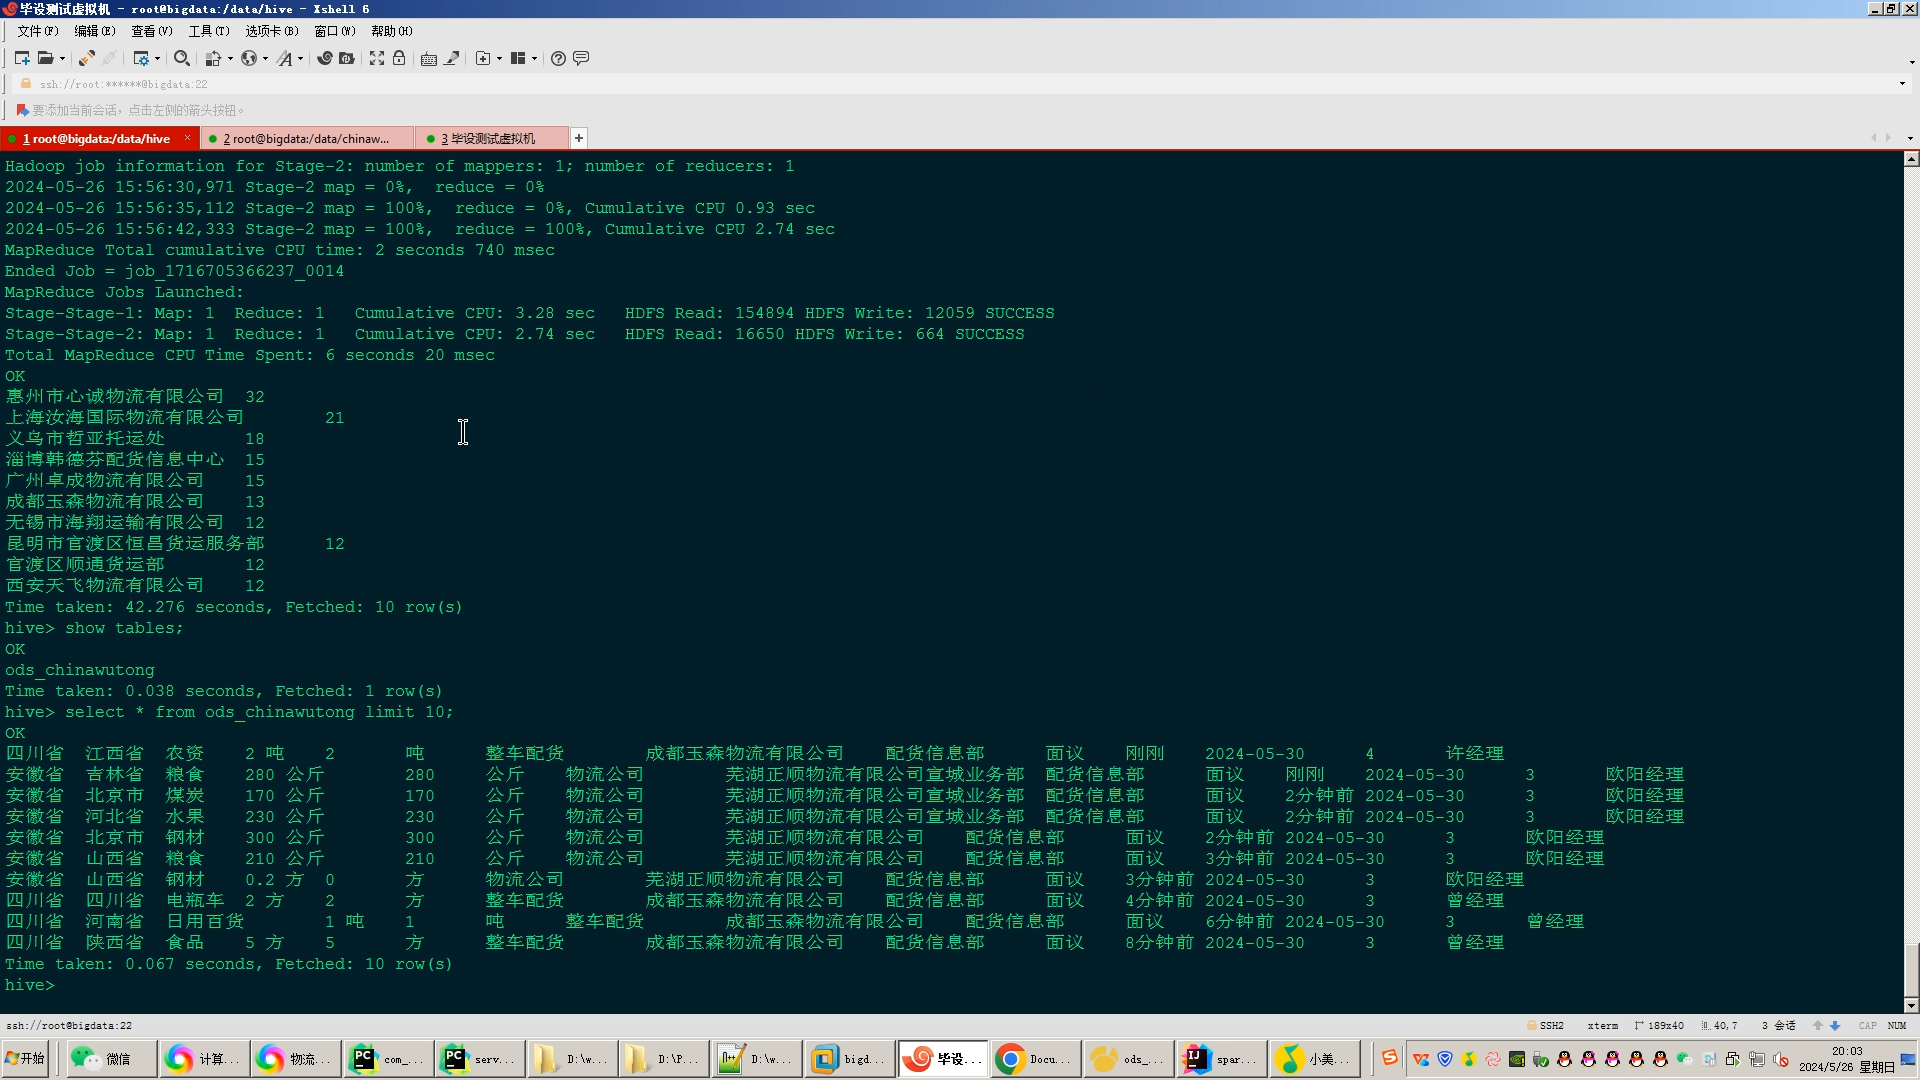 毕设测试虚拟机 - root@bigdata:/data/hive - Xshell 6
文件(F) 编辑(E) 查看(V) 工具(T) 选项卡(B) 窗口(W) 帮助(H)
ssh://root:******@bigdata:22
要添加当前会话，点击左侧的箭头按钮。
1 root@bigdata:/data/hive × 2 root@bigdata:/data/chinaw... 3 毕设测试虚拟机 +
Hadoop job information for Stage-2: number of mappers: 1; number of reducers: 1
2024-05-26 15:56:30,971 Stage-2 map = 0%, reduce = 0%
2024-05-26 15:56:35,112 Stage-2 map = 100%, reduce = 0%, Cumulative CPU 0.93 sec
2024-05-26 15:56:42,333 Stage-2 map = 100%, reduce = 100%, Cumulative CPU 2.74 sec
MapReduce Total cumulative CPU time: 2 seconds 740 msec
Ended Job = job_1716705366237_0014
MapReduce Jobs Launched:
Stage-Stage-1: Map: 1 Reduce: 1 Cumulative CPU: 3.28 sec HDFS Read: 154894 HDFS Write: 12059 SUCCESS
Stage-Stage-2: Map: 1 Reduce: 1 Cumulative CPU: 2.74 sec HDFS Read: 16650 HDFS Write: 664 SUCCESS
Total MapReduce CPU Time Spent: 6 seconds 20 msec
OK
惠州市心诚物流有限公司 32
上海汝海国际物流有限公司 21
义乌市哲亚托运处 18
淄博韩德芬配货信息中心 15
广州卓成物流有限公司 15
成都玉森物流有限公司 13
无锡市海翔运输有限公司 12
昆明市官渡区恒昌货运服务部 12
官渡区顺通货运部 12
西安天飞物流有限公司 12
Time taken: 42.276 seconds, Fetched: 10 row(s)
hive> show tables;
OK
ods_chinawutong
Time taken: 0.038 seconds, Fetched: 1 row(s)
hive> select * from ods_chinawutong limit 10;
OK
四川省 江西省 农资 2 吨 2 吨 整车配货 成都玉森物流有限公司 配货信息部 面议 刚刚 2024-05-30 4 许经理
安徽省 吉林省 粮食 280 公斤 280 公斤 物流公司 芜湖正顺物流有限公司宣城业务部 配货信息部 面议 刚刚 2024-05-30 3 欧阳经理
安徽省 北京市 煤炭 170 公斤 170 公斤 物流公司 芜湖正顺物流有限公司宣城业务部 配货信息部 面议 2分钟前 2024-05-30 3 欧阳经理
安徽省 河北省 水果 230 公斤 230 公斤 物流公司 芜湖正顺物流有限公司宣城业务部 配货信息部 面议 2分钟前 2024-05-30 3 欧阳经理
安徽省 北京市 钢材 300 公斤 300 公斤 物流公司 芜湖正顺物流有限公司 配货信息部 面议 2分钟前 2024-05-30 3 欧阳经理
安徽省 山西省 粮食 210 公斤 210 公斤 物流公司 芜湖正顺物流有限公司 配货信息部 面议 3分钟前 2024-05-30 3 欧阳经理
安徽省 山西省 钢材 0.2 方 0 方 物流公司 芜湖正顺物流有限公司 配货信息部 面议 3分钟前 2024-05-30 3 欧阳经理
四川省 四川省 电瓶车 2 方 2 方 整车配货 成都玉森物流有限公司 配货信息部 面议 4分钟前 2024-05-30 3 曾经理
四川省 河南省 日用百货 1 吨 1 吨 整车配货 成都玉森物流有限公司 配货信息部 面议 6分钟前 2024-05-30 3 曾经理
四川省 陕西省 食品 5 方 5 方 整车配货 成都玉森物流有限公司 配货信息部 面议 8分钟前 2024-05-30 3 曾经理
Time taken: 0.067 seconds, Fetched: 10 row(s)
hive>
ssh://root@bigdata:22 SSH2 xterm 189x40 40,7 3 会话 CAP NUM
开始 微信 计算... 物流... com_... serv... D:\w... D:\P... D:\w... bigd... 毕设... Docu... ods_... spar... 小美... 20:03
2024/5/26 星期日